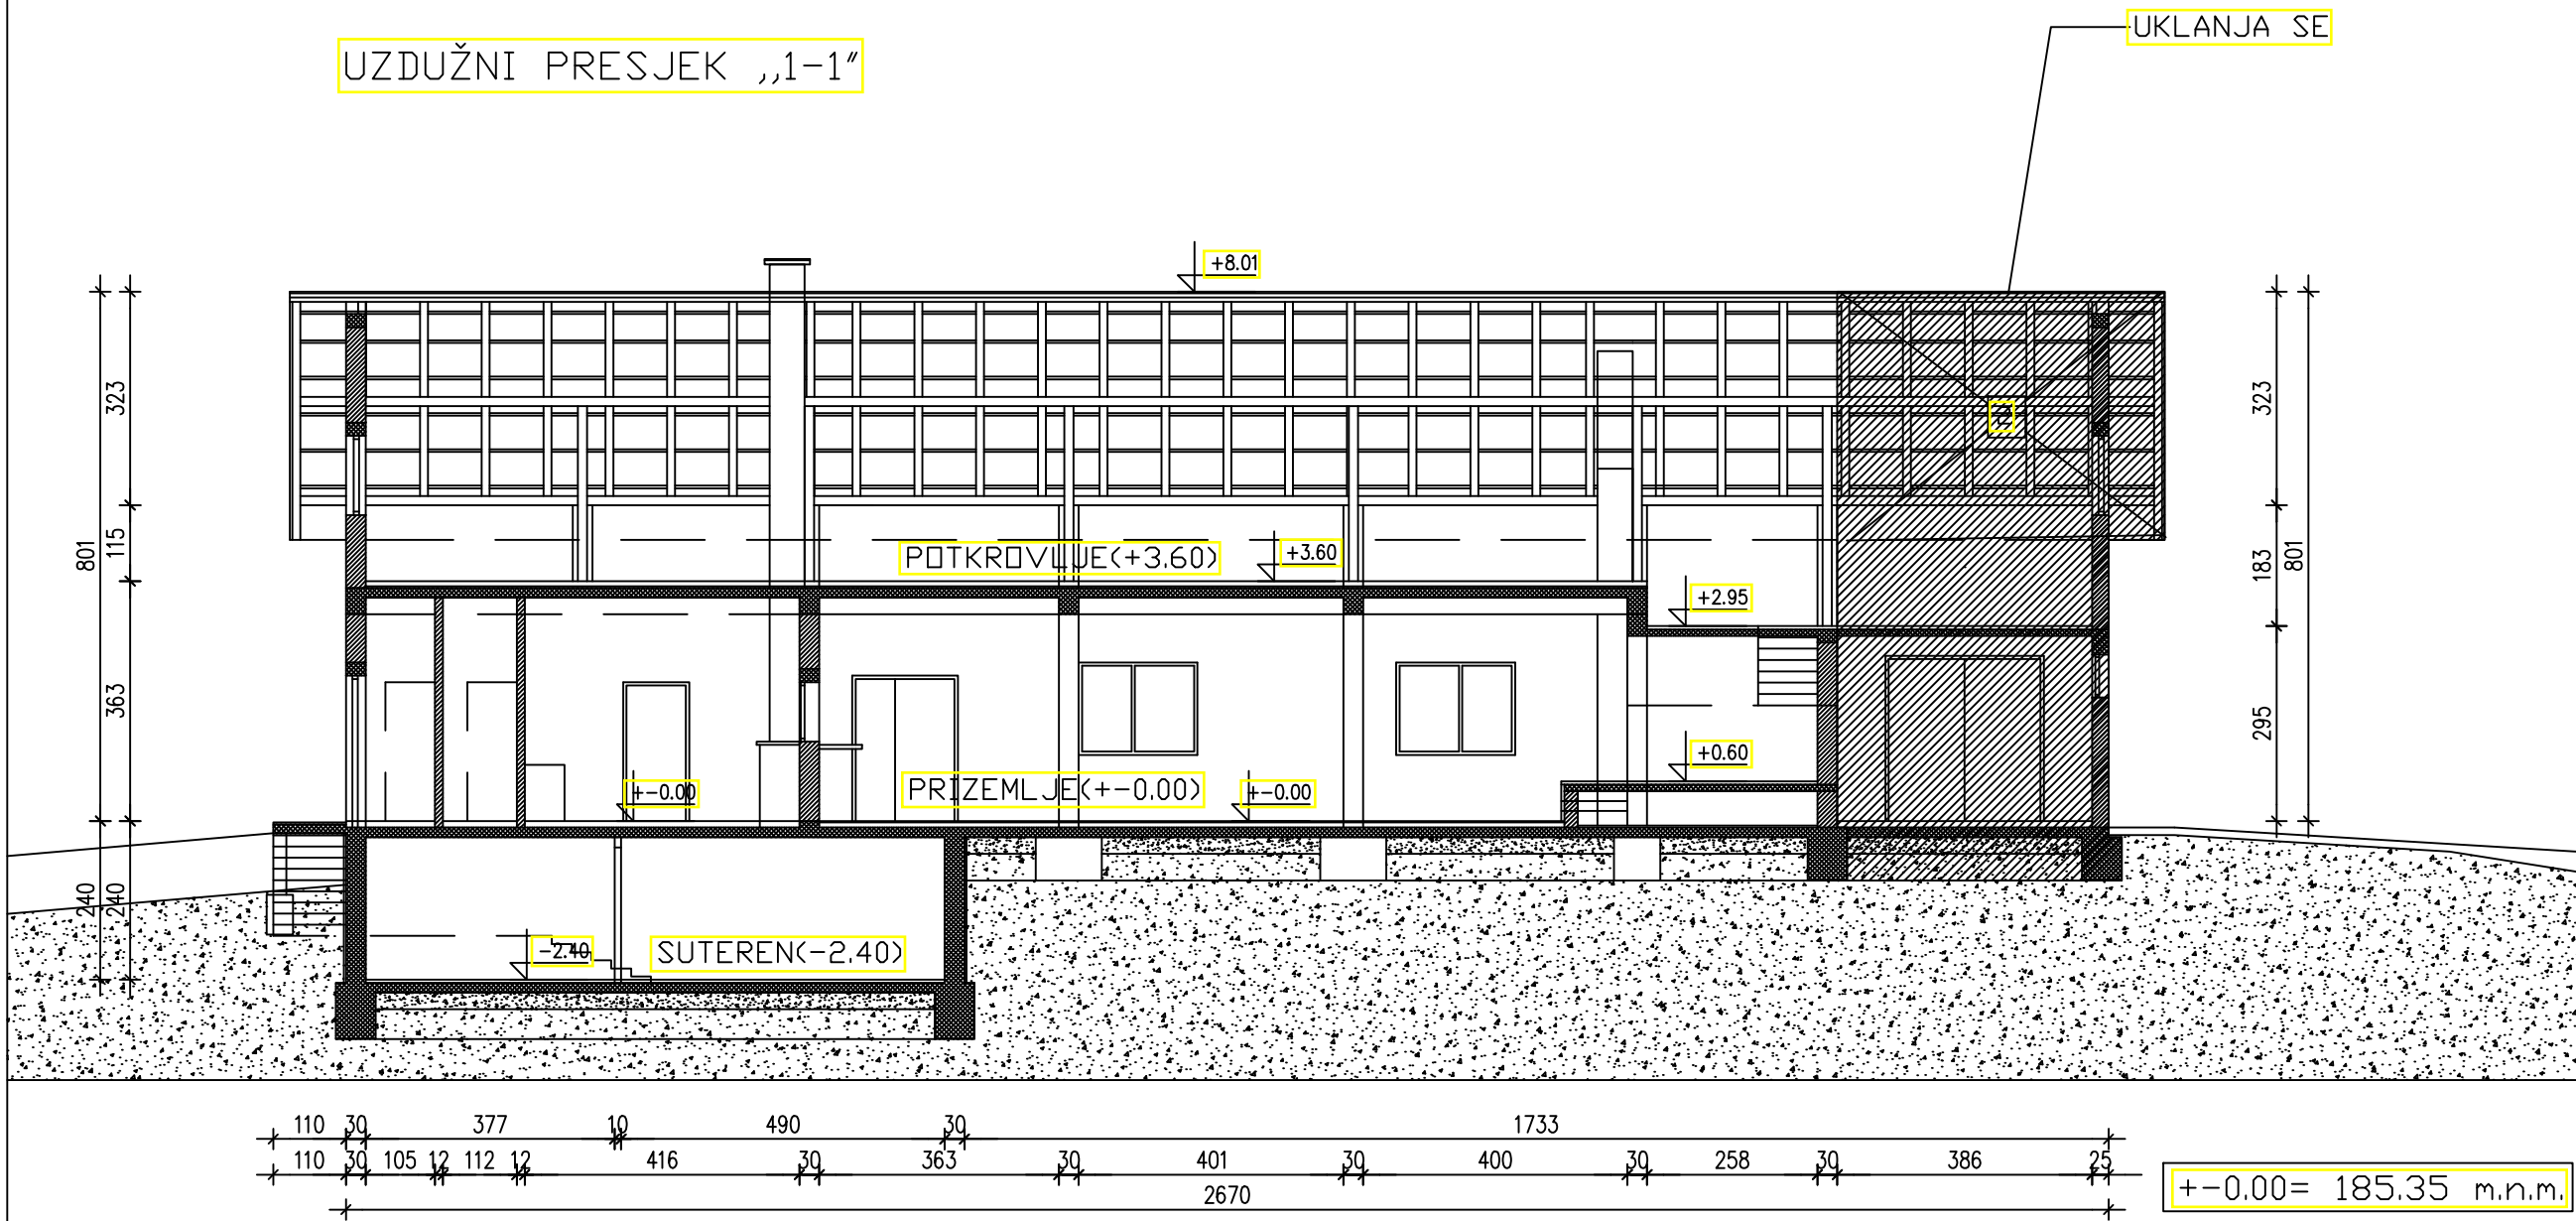 UZDUŽNI PRESJEK ,,1-1"
UKLANJA SE
+8.01
323
115
801
363
240
240
323
183
801
295
POTKROVLJE(+3.60)
+3.60
+2.95
+0.60
+-0.00
PRIZEMLJE(+-0.00)
+-0.00
-2.40
SUTEREN(-2.40)
110 30 377 10 490 30 1733
110 30 105 12 112 12 416 30 363 30 401 30 400 30 258 30 386 25
2670
+-0.00= 185.35 m.n.m.